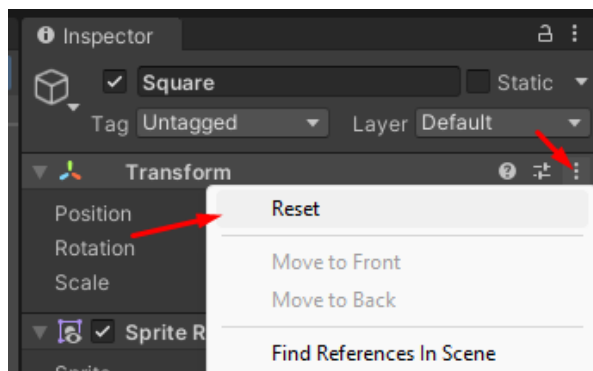 Inspector
Square
Static
Tag Untagged Layer Default
Transform
Reset
Position
Rotation
Move to Front
Scale
Move to Back
Sprite R
Find References In Scene
Sprite